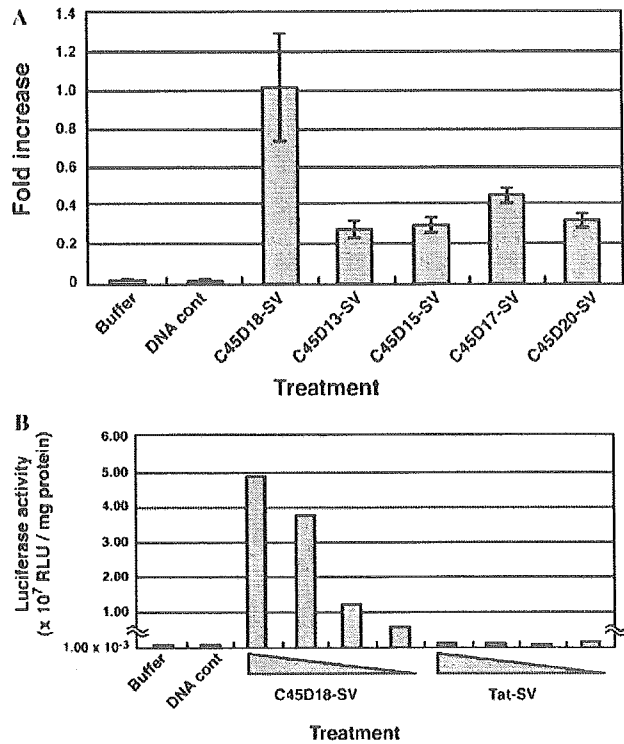 A
Fold increase
1.4
1.2
1.0
0.8
0.6
0.4
0.2
0
Buffer
DNA cont
C45D18-SV
C45D13-SV
C45D15-SV
C45D17-SV
C45D20-SV
Treatment
B
Luciferase activity
(x 10⁷ RLU / mg protein)
6.00
5.00
4.00
3.00
2.00
1.00
1.00 x 10⁻³
Buffer
DNA cont
C45D18-SV
Tat-SV
Treatment